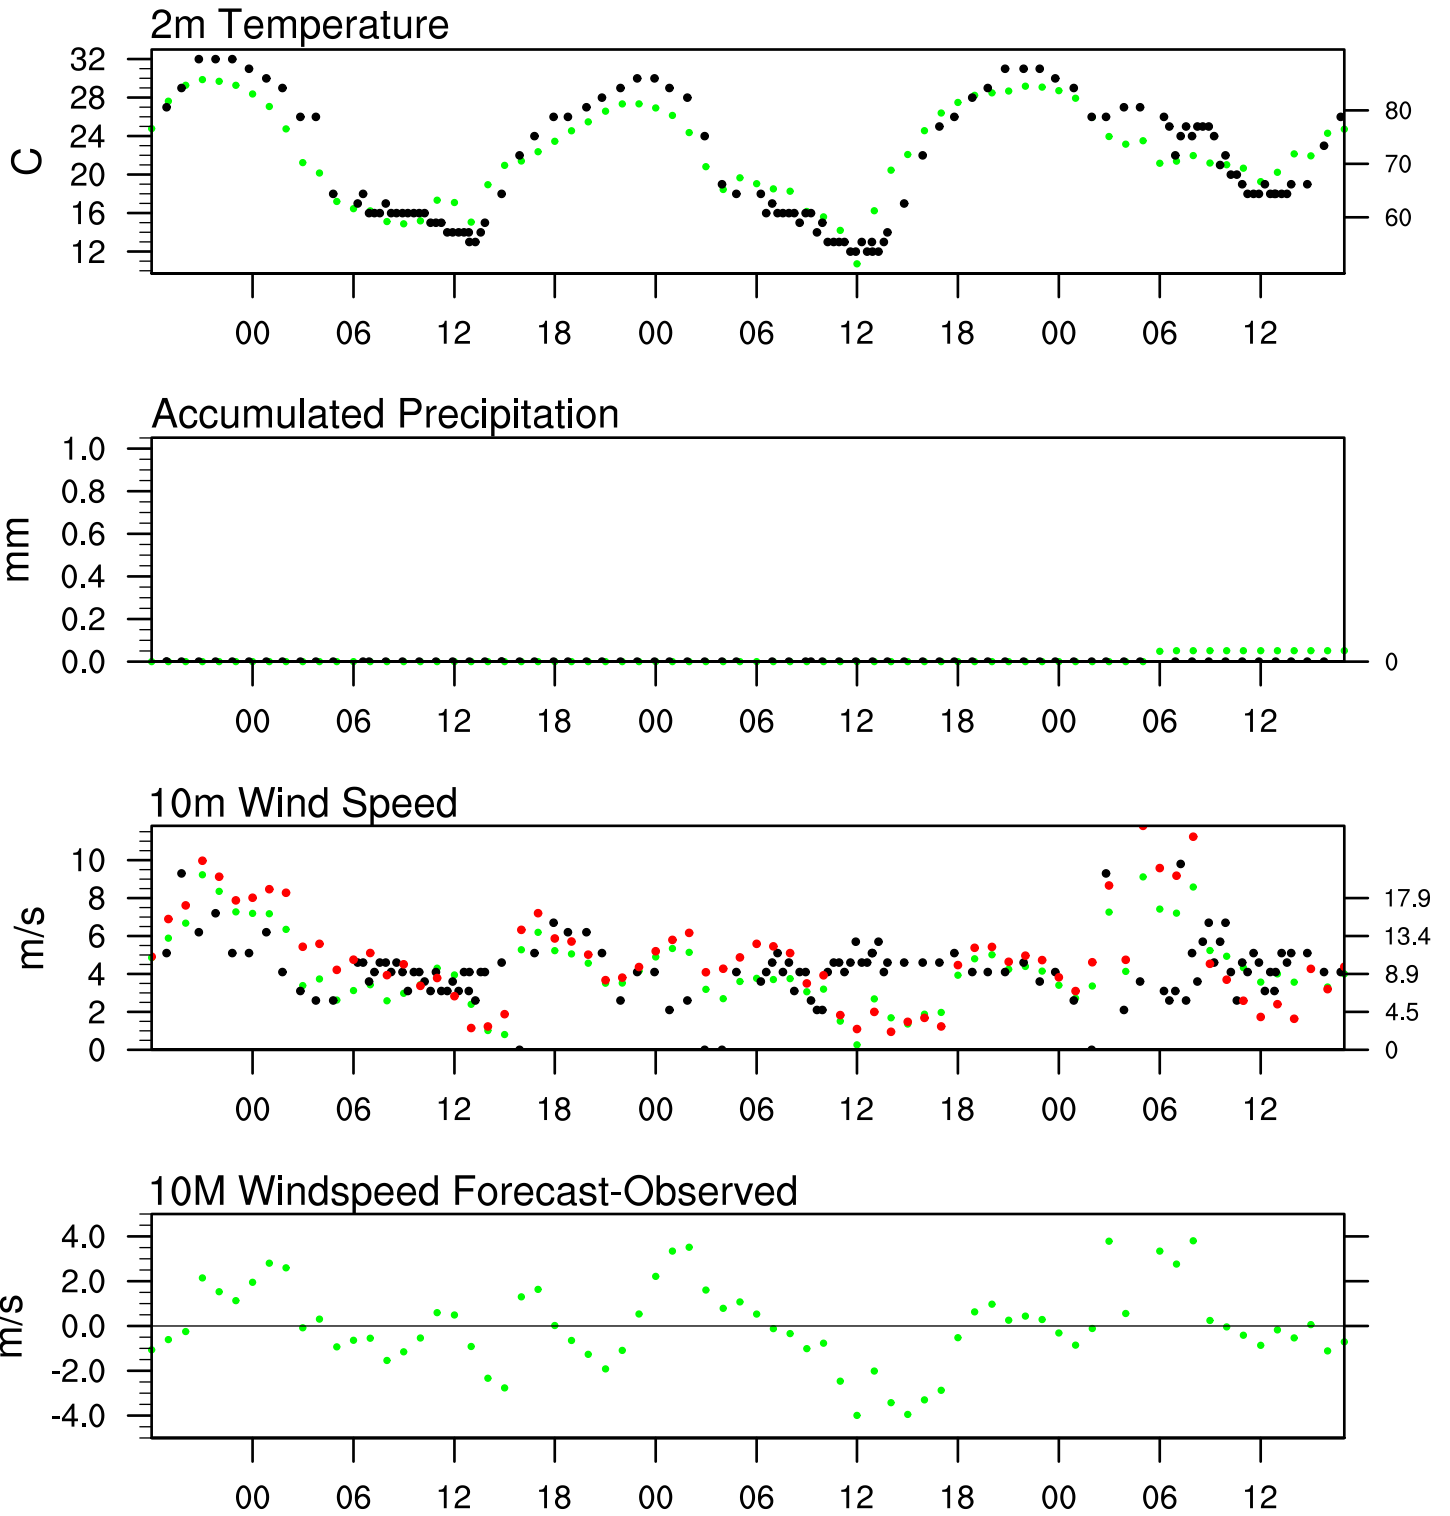 2m Temperature
32
28
24
20
16
12
C
80
70
60
00 06 12 18 00 06 12 18 00 06 12
Accumulated Precipitation
1.0
0.8
0.6
0.4
0.2
0.0
mm
0
00 06 12 18 00 06 12 18 00 06 12
10m Wind Speed
10
8
6
4
2
0
m/s
17.9
13.4
8.9
4.5
0
00 06 12 18 00 06 12 18 00 06 12
10M Windspeed Forecast-Observed
4.0
2.0
0.0
-2.0
-4.0
m/s
00 06 12 18 00 06 12 18 00 06 12